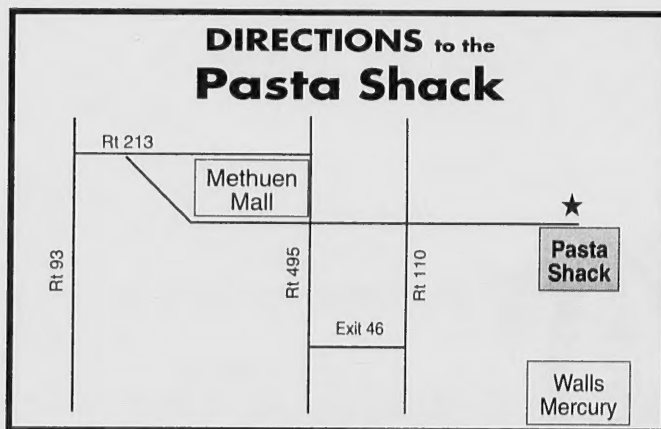 DIRECTIONS to the
Pasta Shack
Rt 213
Methuen
Mall
Rt 93
Rt 495
Rt 110
Pasta
Shack
Exit 46
Walls
Mercury